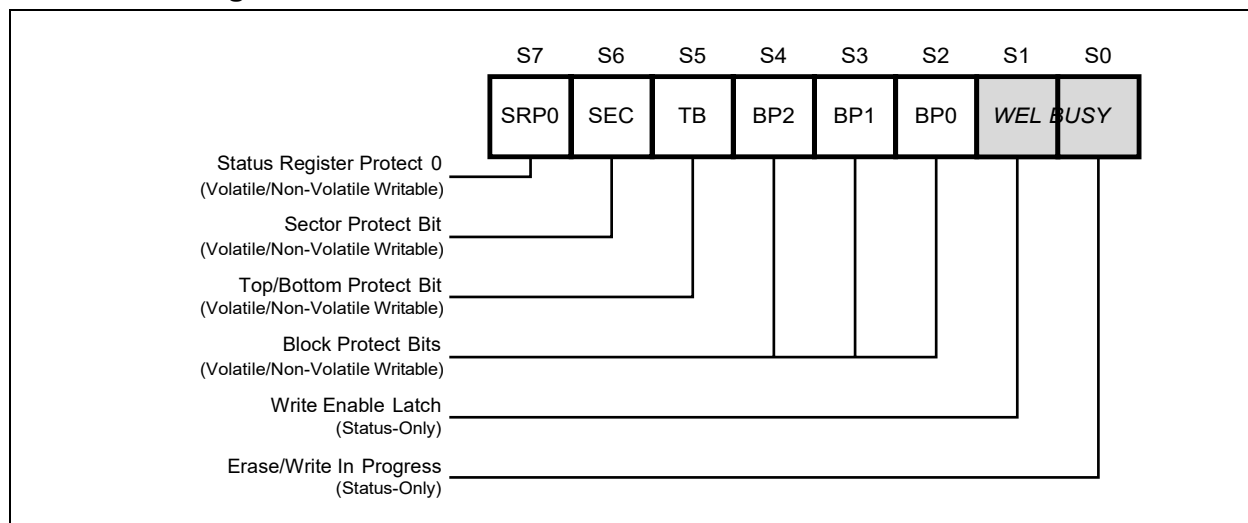 S7 S6 S5 S4 S3 S2 S1 S0
SRP0 SEC TB BP2 BP1 BP0 WEL BUSY
Status Register Protect 0
(Volatile/Non-Volatile Writable)
Sector Protect Bit
(Volatile/Non-Volatile Writable)
Top/Bottom Protect Bit
(Volatile/Non-Volatile Writable)
Block Protect Bits
(Volatile/Non-Volatile Writable)
Write Enable Latch
(Status-Only)
Erase/Write In Progress
(Status-Only)